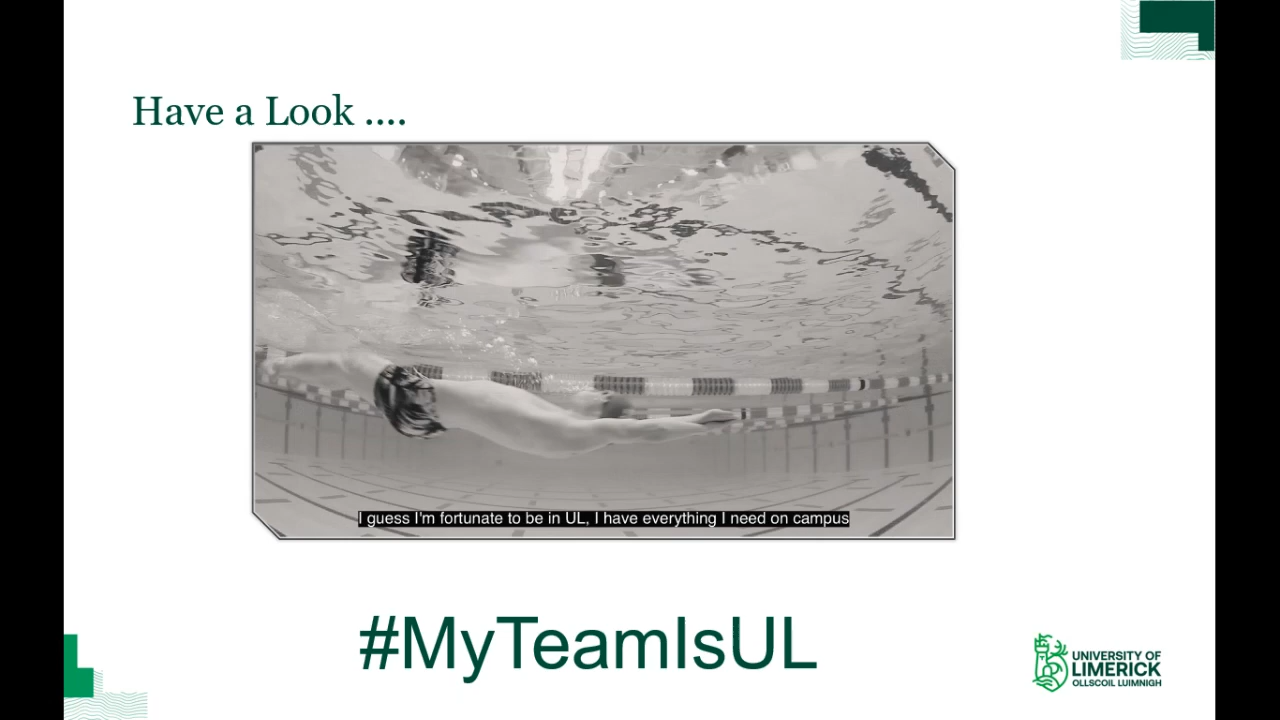 Have a Look ....
I guess I'm fortunate to be in UL, I have everything I need on campus
#MyTeamIsUL
UNIVERSITY OF
LIMERICK
OLLSCOIL LUIMNIGH